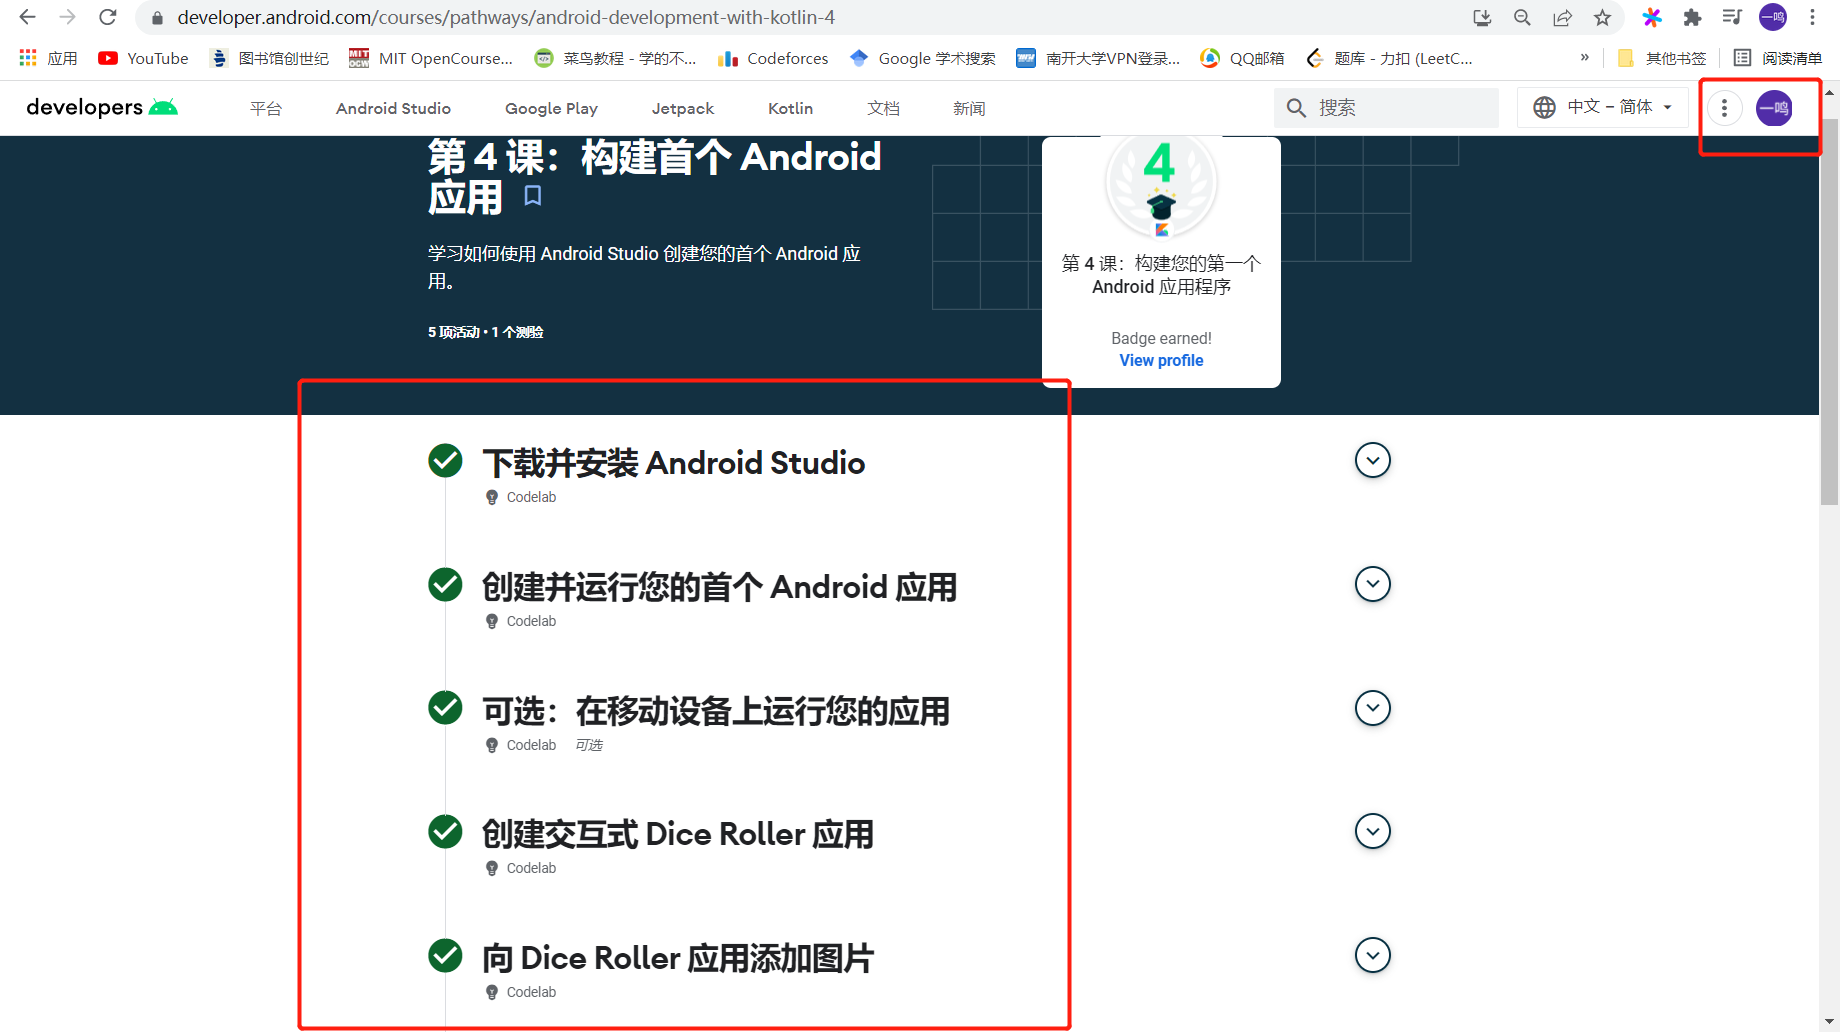 developer.android.com/courses/pathways/android-development-with-kotlin-4
一鸣
应用
YouTube
图书馆创世纪
MIT OCW
MIT OpenCourse...
菜鸟教程 - 学的不...
Codeforces
Google 学术搜索
南开大学VPN登录...
QQ邮箱
题库 - 力扣 (LeetC...
»
其他书签
阅读清单
developers
平台
Android Studio
Google Play
Jetpack
Kotlin
文档
新闻
搜索
中文 – 简体
一鸣
第 4 课：构建首个 Android
应用
学习如何使用 Android Studio 创建您的首个 Android 应
用。
5 项活动 • 1 个测验
4
第 4 课：构建您的第一个
Android 应用程序
Badge earned!
View profile
下载并安装 Android Studio
Codelab
创建并运行您的首个 Android 应用
Codelab
可选：在移动设备上运行您的应用
Codelab 可选
创建交互式 Dice Roller 应用
Codelab
向 Dice Roller 应用添加图片
Codelab